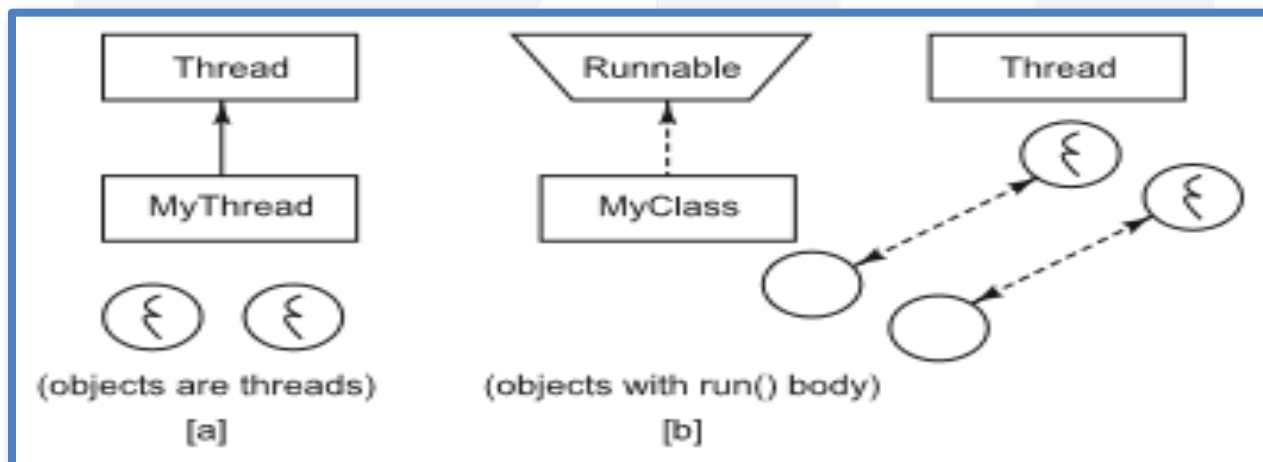 Thread
Runnable
Thread
MyThread
MyClass
(objects are threads)
(objects with run() body)
[a]
[b]